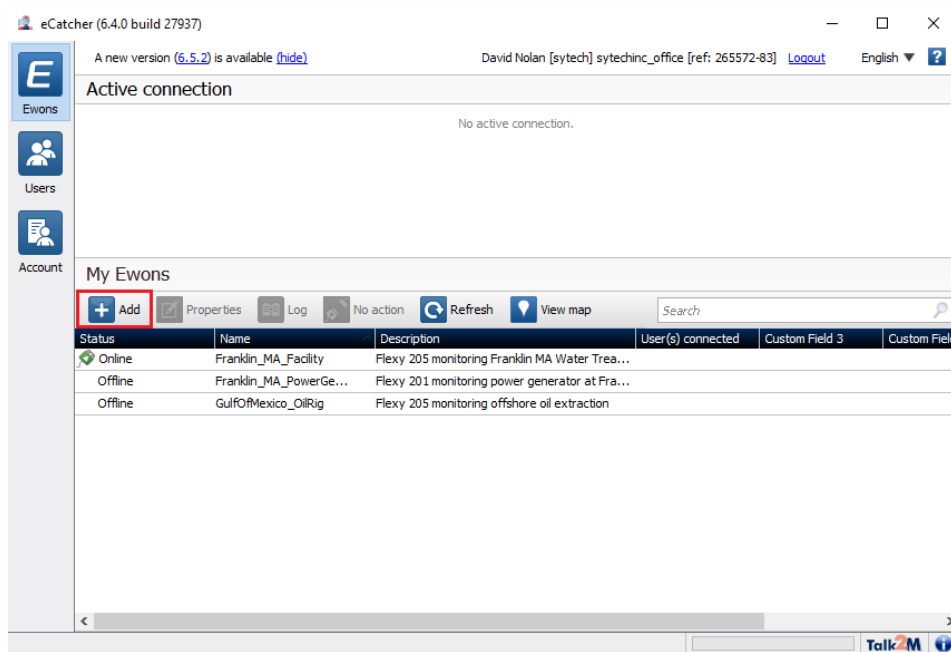 eCatcher (6.4.0 build 27937)
A new version (6.5.2) is available (hide) David Nolan [sytech] sytechinc_office [ref: 265572-83] Logout English
E
Ewons
Active connection
No active connection.
Users
Account
My Ewons
Add Properties Log No action Refresh View map Search
Status Name Description User(s) connected Custom Field 3 Custom Fiel
Online Franklin_MA_Facility Flexy 205 monitoring Franklin MA Water Trea...
Offline Franklin_MA_PowerGe... Flexy 201 monitoring power generator at Fra...
Offline GulfOfMexico_OilRig Flexy 205 monitoring offshore oil extraction
Talk2M